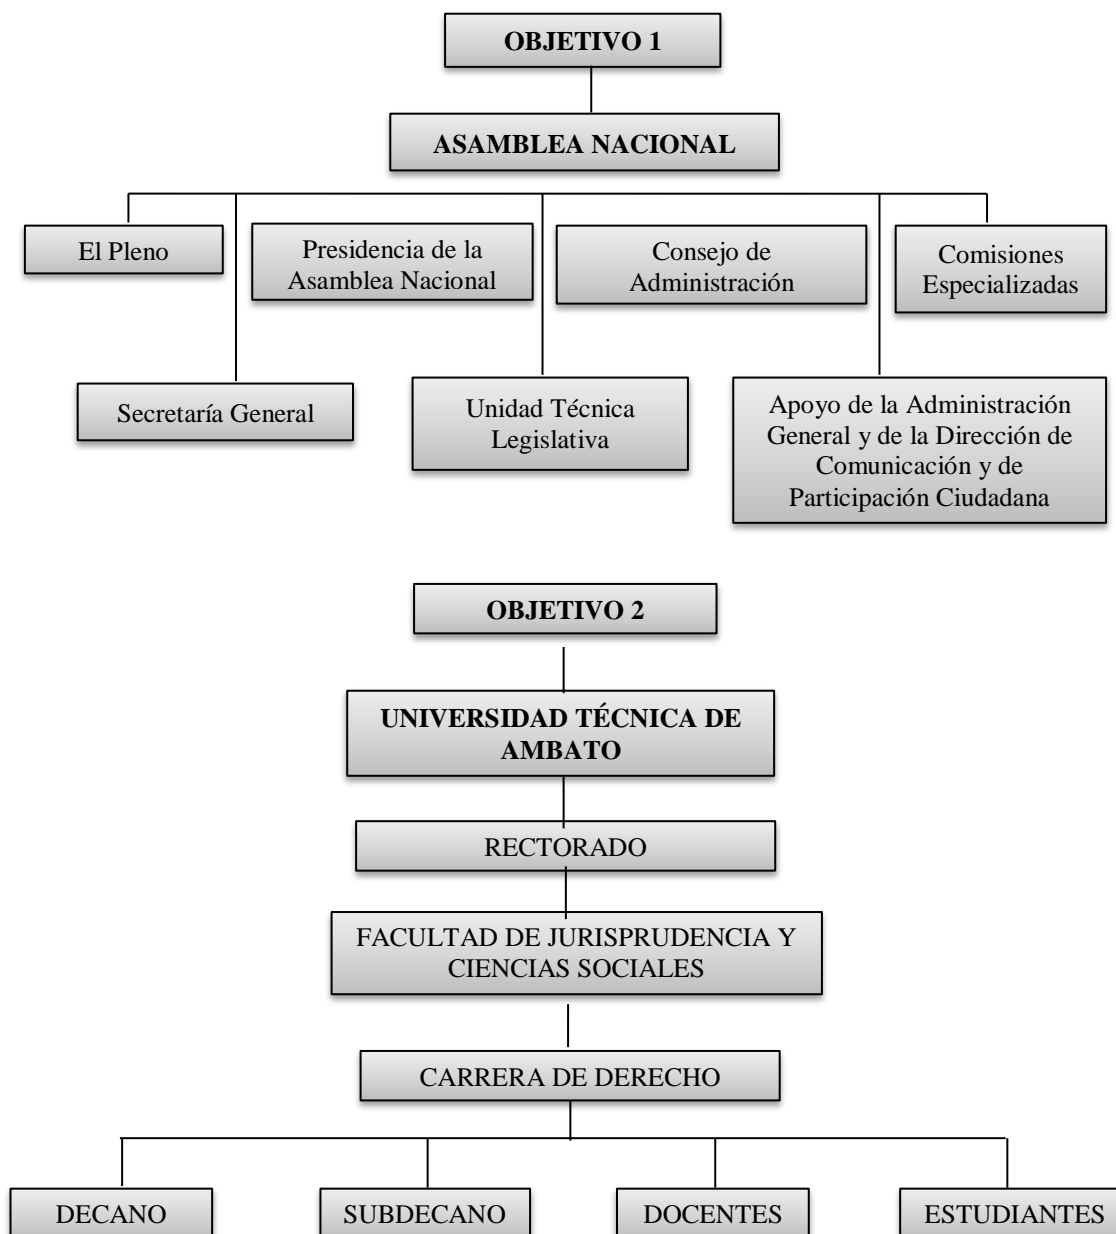 OBJETIVO 1
ASAMBLEA NACIONAL
El Pleno
Presidencia de la
Asamblea Nacional
Consejo de
Administración
Comisiones
Especializadas
Secretaría General
Unidad Técnica
Legislativa
Apoyo de la Administración
General y de la Dirección de
Comunicación y de
Participación Ciudadana
OBJETIVO 2
UNIVERSIDAD TÉCNICA DE
AMBATO
RECTORADO
FACULTAD DE JURISPRUDENCIA Y
CIENCIAS SOCIALES
CARRERA DE DERECHO
DECANO
SUBDECANO
DOCENTES
ESTUDIANTES